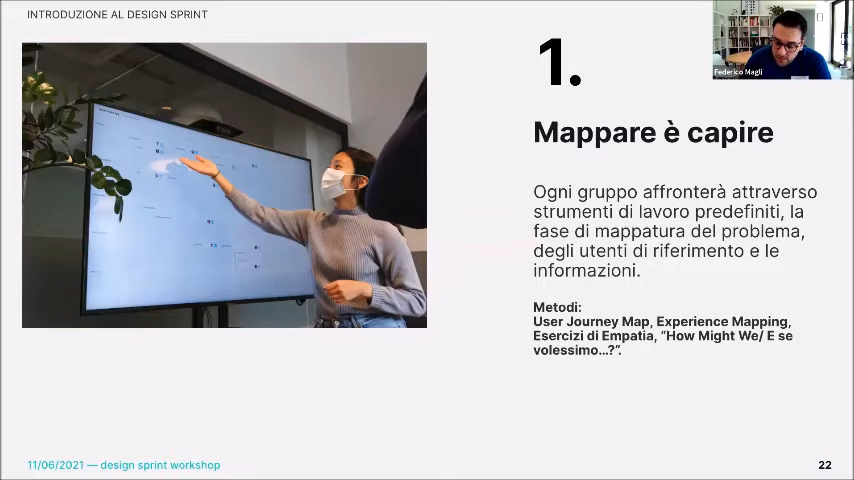 INTRODUZIONE AL DESIGN SPRINT
1.
Federico Magli
Mappare è capire
Ogni gruppo affronterà attraverso
strumenti di lavoro predefiniti, la
fase di mappatura del problema,
degli utenti di riferimento e le
informazioni.
Metodi:
User Journey Map, Experience Mapping,
Esercizi di Empatia, “How Might We/ E se
volessimo...?”.
11/06/2021 — design sprint workshop
22